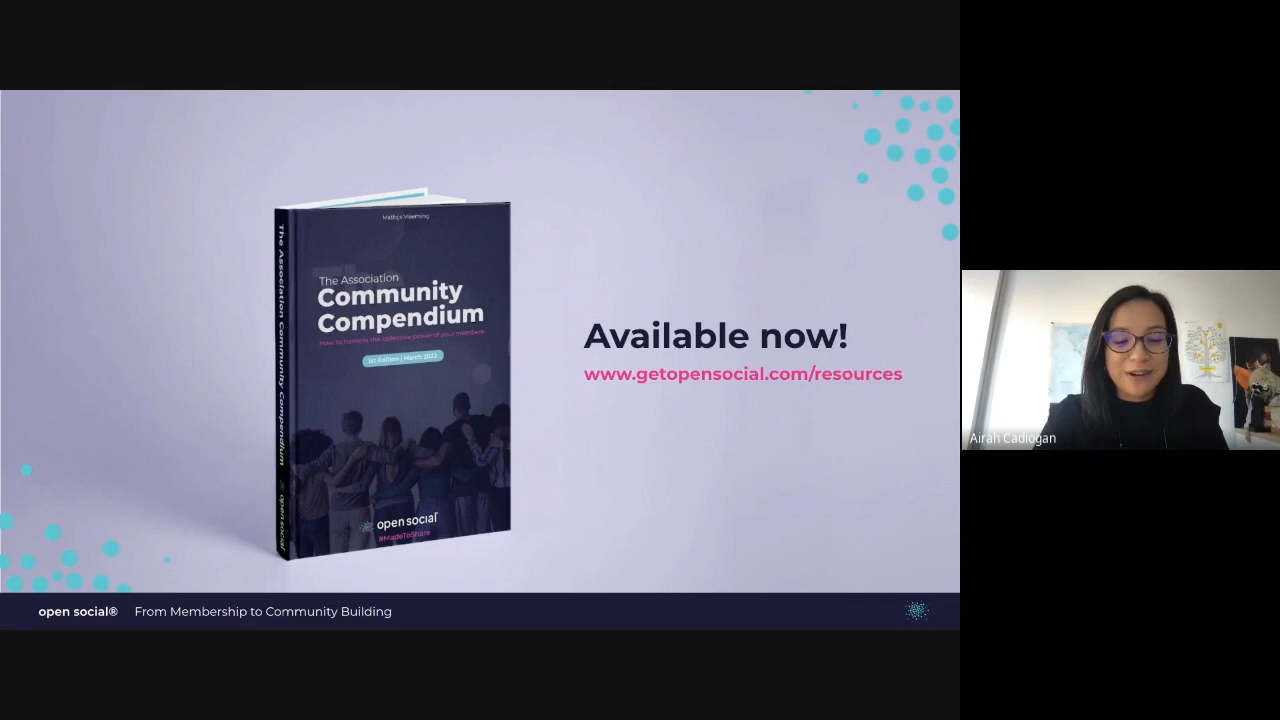 Mathijs Vleeming
The Association
Community
Compendium
How to harness the collective power of your members
1st Edition | March 2022
open social
#MadeToShare
The Association Community Compendium
open social
Available now!
www.getopensocial.com/resources
Airah Cadiogan
open social® From Membership to Community Building